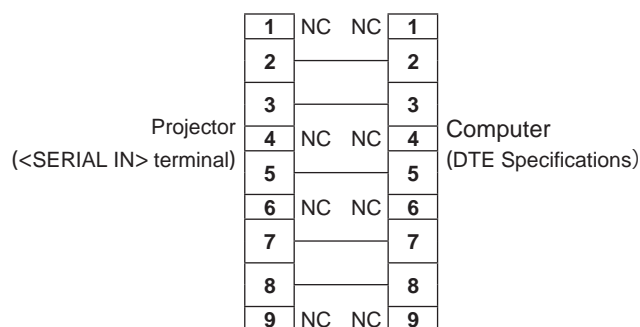 1 NC NC 1
2 2
3 3
Projector
(<SERIAL IN> terminal)
4 NC NC 4
Computer
(DTE Specifications)
5 5
6 NC NC 6
7 7
8 8
9 NC NC 9